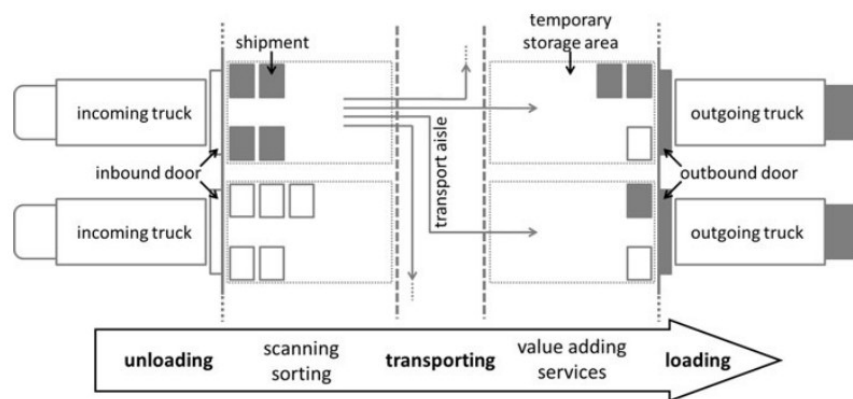 shipment
temporary
storage area
incoming truck
outgoing truck
inbound door
transport aisle
outbound door
incoming truck
outgoing truck
unloading
scanning
sorting
transporting
value adding
services
loading